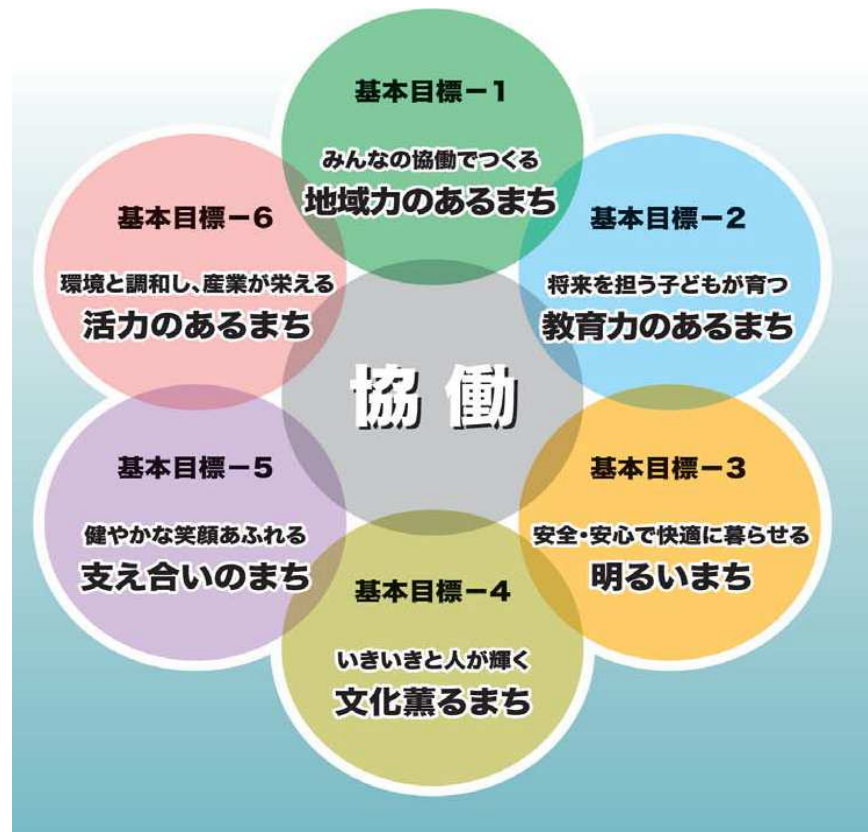 基本目標－1
みんなの協働でつくる
地域力のあるまち
基本目標－2
将来を担う子どもが育つ
教育力のあるまち
基本目標－3
安全・安心で快適に暮らせる
明るいまち
基本目標－4
いきいきと人が輝く
文化薫るまち
基本目標－5
健やかな笑顔あふれる
支え合いのまち
基本目標－6
環境と調和し、産業が栄える
活力のあるまち
協働